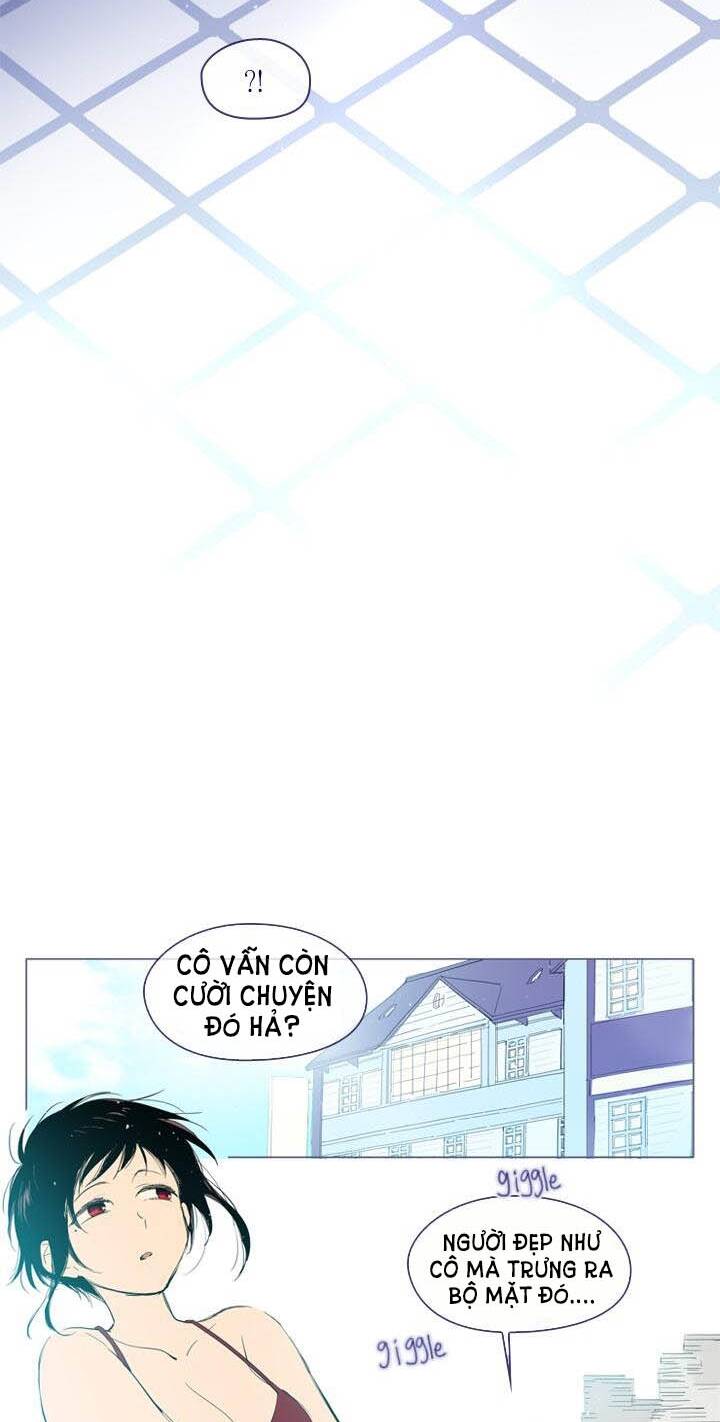 ?!
CÔ VẪN CÒN
CƯỜI CHUYỆN
ĐÓ HẢ?
giggle
NGƯỜI ĐẸP NHƯ
CÔ MÀ TRƯNG RA
BỘ MẶT ĐÓ....
giggle